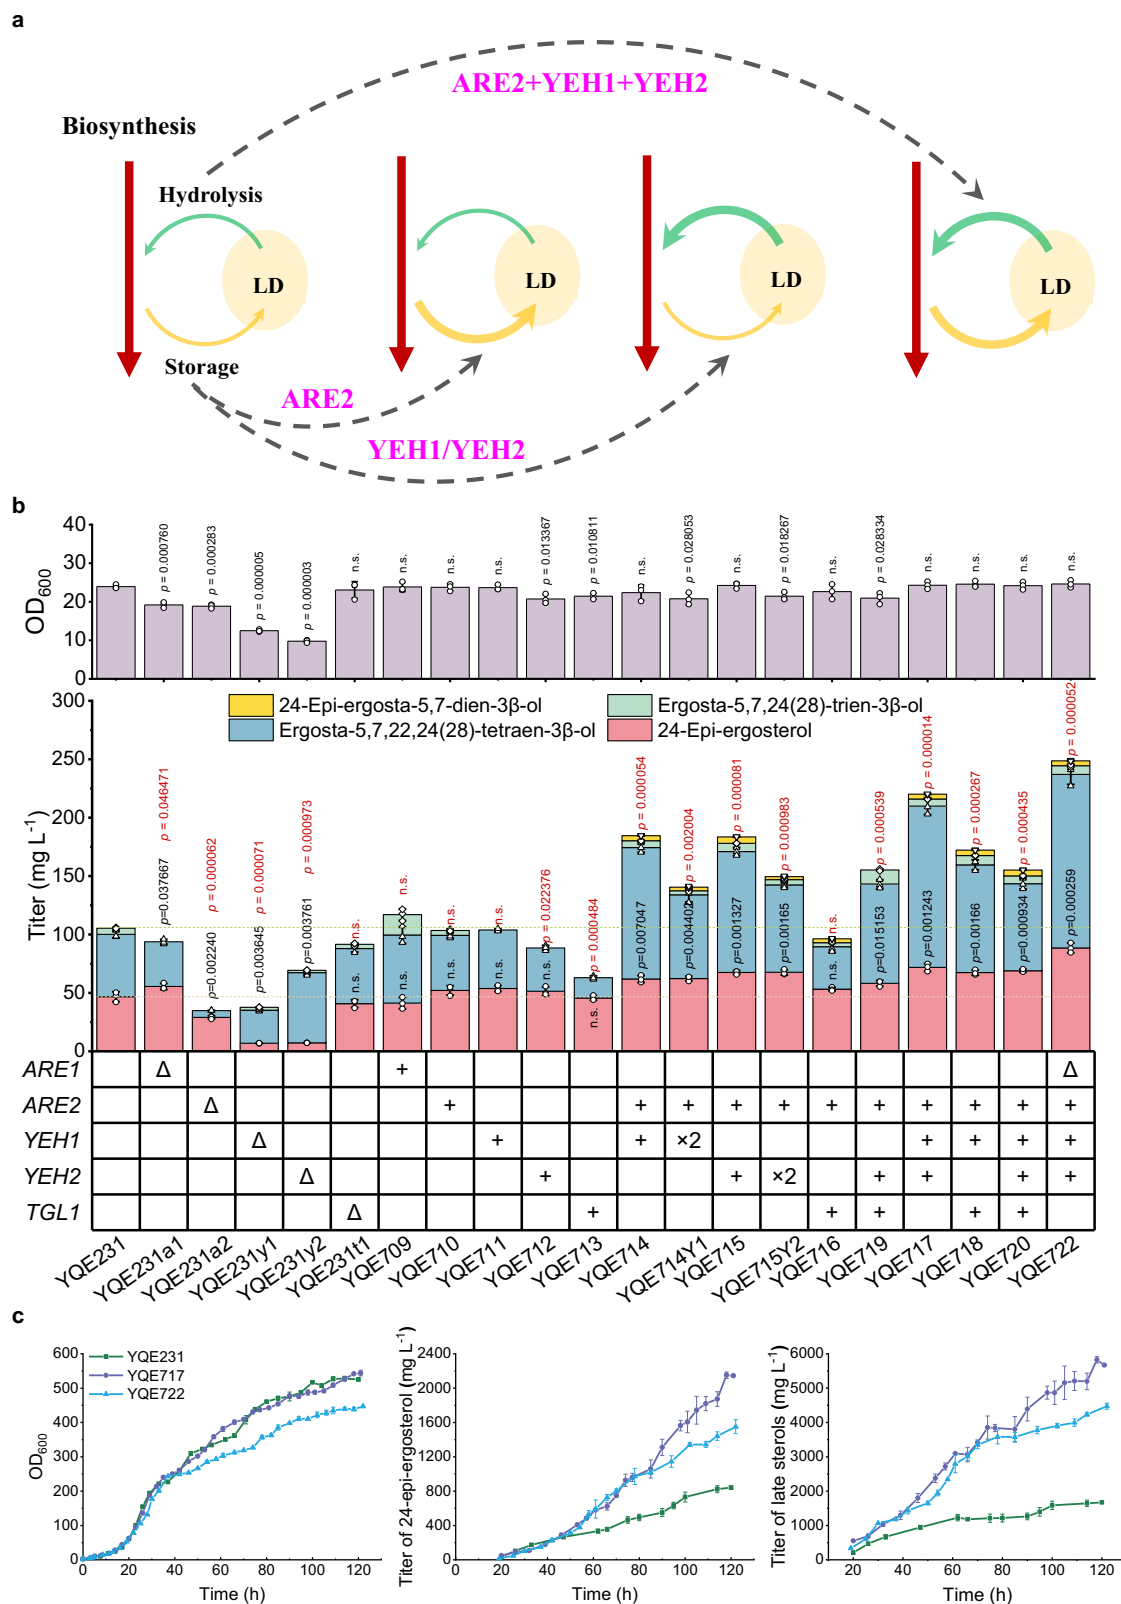 a
ARE2+YEH1+YEH2
Biosynthesis
Hydrolysis
LD
LD
LD
LD
Storage
ARE2
YEH1/YEH2
b
OD600
40
30
20
10
0
p = 0.000760
p = 0.000283
p = 0.000005
p = 0.000003
n.s.
n.s.
n.s.
n.s.
p = 0.013367
p = 0.010811
n.s.
p = 0.028053
n.s.
p = 0.018267
n.s.
p = 0.028334
n.s.
n.s.
n.s.
n.s.
24-Epi-ergosta-5,7-dien-3β-ol
Ergosta-5,7,24(28)-trien-3β-ol
Ergosta-5,7,22,24(28)-tetraen-3β-ol
24-Epi-ergosterol
Titer (mg L-1)
300
250
200
150
100
50
0
p = 0.046471
p = 0.000062
p = 0.000071
p = 0.000973
n.s.
n.s.
n.s.
n.s.
p = 0.022376
p = 0.000484
p = 0.000054
p = 0.002004
p = 0.000081
p = 0.000983
n.s.
p = 0.000539
p = 0.000014
p = 0.000267
p = 0.000435
p = 0.000052
p=0.037667
p=0.002240
p=0.003645
p=0.003761
n.s.
n.s.
n.s.
n.s.
n.s.
n.s.
p=0.007047
p=0.004402
p=0.001327
p=0.00165
n.s.
p=0.015153
p=0.001243
p=0.00166
p=0.000934
p=0.000259
ARE1 Δ + Δ
ARE2 Δ + + + + + + + + + + + 
YEH1 Δ + + ×2 + + + +
YEH2 Δ + + ×2 + + + +
TGL1 Δ + + + + +
YQE231
YQE231a1
YQE231a2
YQE231y1
YQE231y2
YQE231t1
YQE709
YQE710
YQE711
YQE712
YQE713
YQE714
YQE714Y1
YQE715
YQE715Y2
YQE716
YQE719
YQE717
YQE718
YQE720
YQE722
c
YQE231
YQE717
YQE722
OD600
600
500
400
300
200
100
0
0 20 40 60 80 100 120
Time (h)
Titer of 24-epi-ergosterol (mg L-1)
2400
2000
1600
1200
800
400
0
0 20 40 60 80 100 120
Time (h)
Titer of late sterols (mg L-1)
6000
5000
4000
3000
2000
1000
0
20 40 60 80 100 120
Time (h)